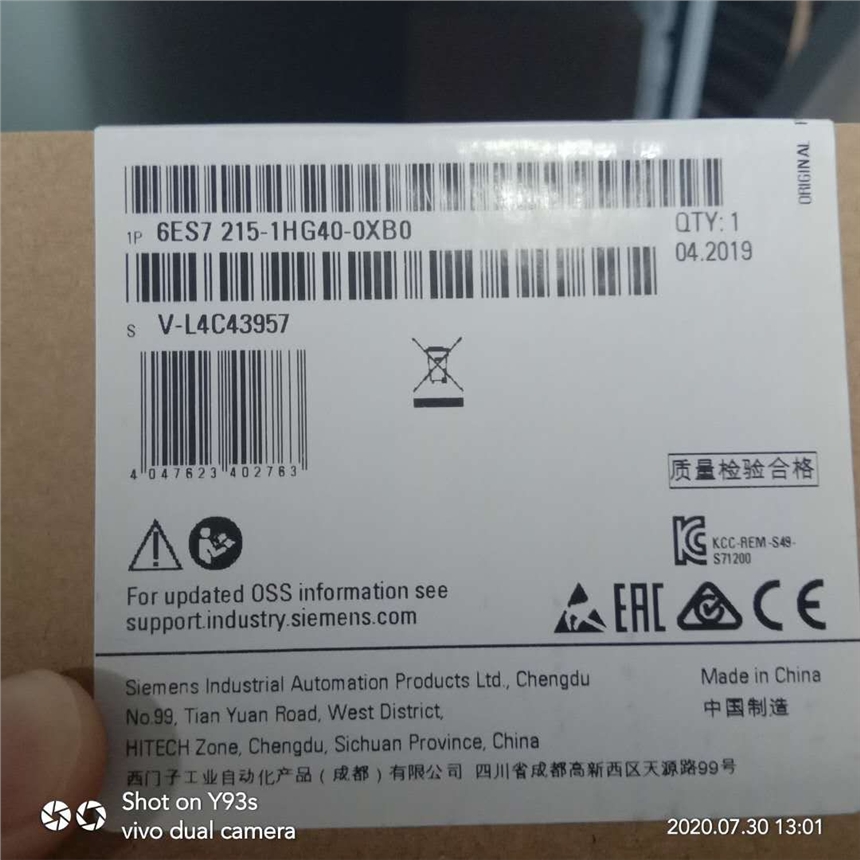 ORIGINAL
1P 6ES7 215-1HG40-0XB0
QTY: 1
04.2019
S V-L4C43957
4 047623 402763
质量检验合格
KCC-REM-S49-
S71200
For updated OSS information see
support.industry.siemens.com
EAC
CE
Siemens Industrial Automation Products Ltd., Chengdu
No.99, Tian Yuan Road, West District,
HITECH Zone, Chengdu, Sichuan Province, China
西门子工业自动化产品（成都）有限公司 四川省成都高新西区天源路99号
Made in China
中国制造
Shot on Y93s
vivo dual camera
2020.07.30 13:01